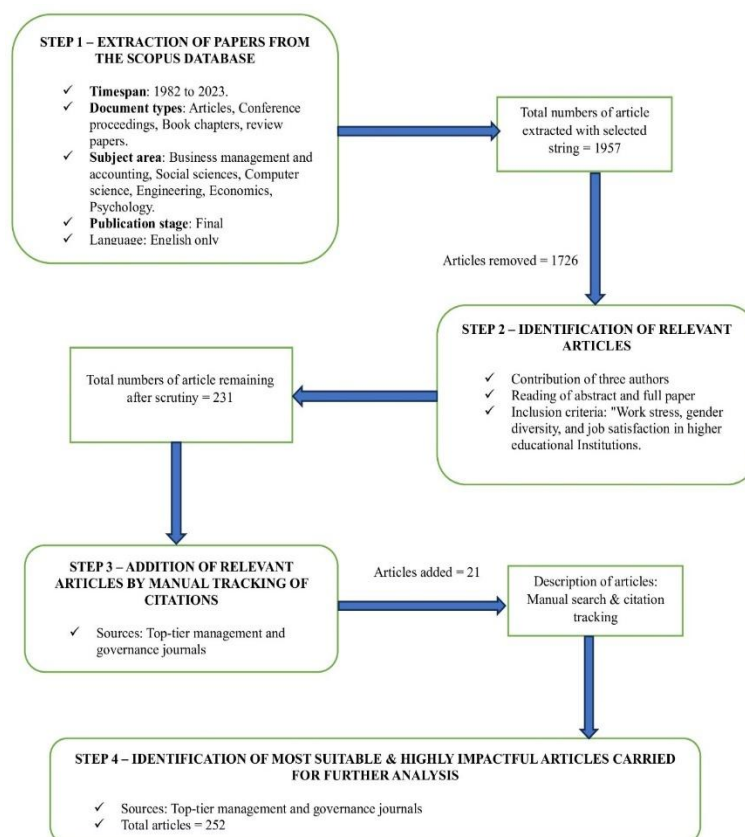 STEP 1 – EXTRACTION OF PAPERS FROM
THE SCOPUS DATABASE
✓ Timespan: 1982 to 2023.
✓ Document types: Articles, Conference
proceedings, Book chapters, review
papers.
✓ Subject area: Business management and
accounting, Social sciences, Computer
science, Engineering, Economics,
Psychology.
✓ Publication stage: Final
✓ Language: English only
Total numbers of article
extracted with selected
string = 1957
Articles removed = 1726
STEP 2 – IDENTIFICATION OF RELEVANT
ARTICLES
✓ Contribution of three authors
✓ Reading of abstract and full paper
✓ Inclusion criteria: "Work stress, gender
diversity, and job satisfaction in higher
educational Institutions.
Total numbers of article remaining
after scrutiny = 231
STEP 3 – ADDITION OF RELEVANT
ARTICLES BY MANUAL TRACKING OF
CITATIONS
✓ Sources: Top-tier management and
governance journals
Articles added = 21
Description of articles:
Manual search & citation
tracking
STEP 4 – IDENTIFICATION OF MOST SUITABLE & HIGHLY IMPACTFUL ARTICLES CARRIED
FOR FURTHER ANALYSIS
✓ Sources: Top-tier management and governance journals
✓ Total articles = 252